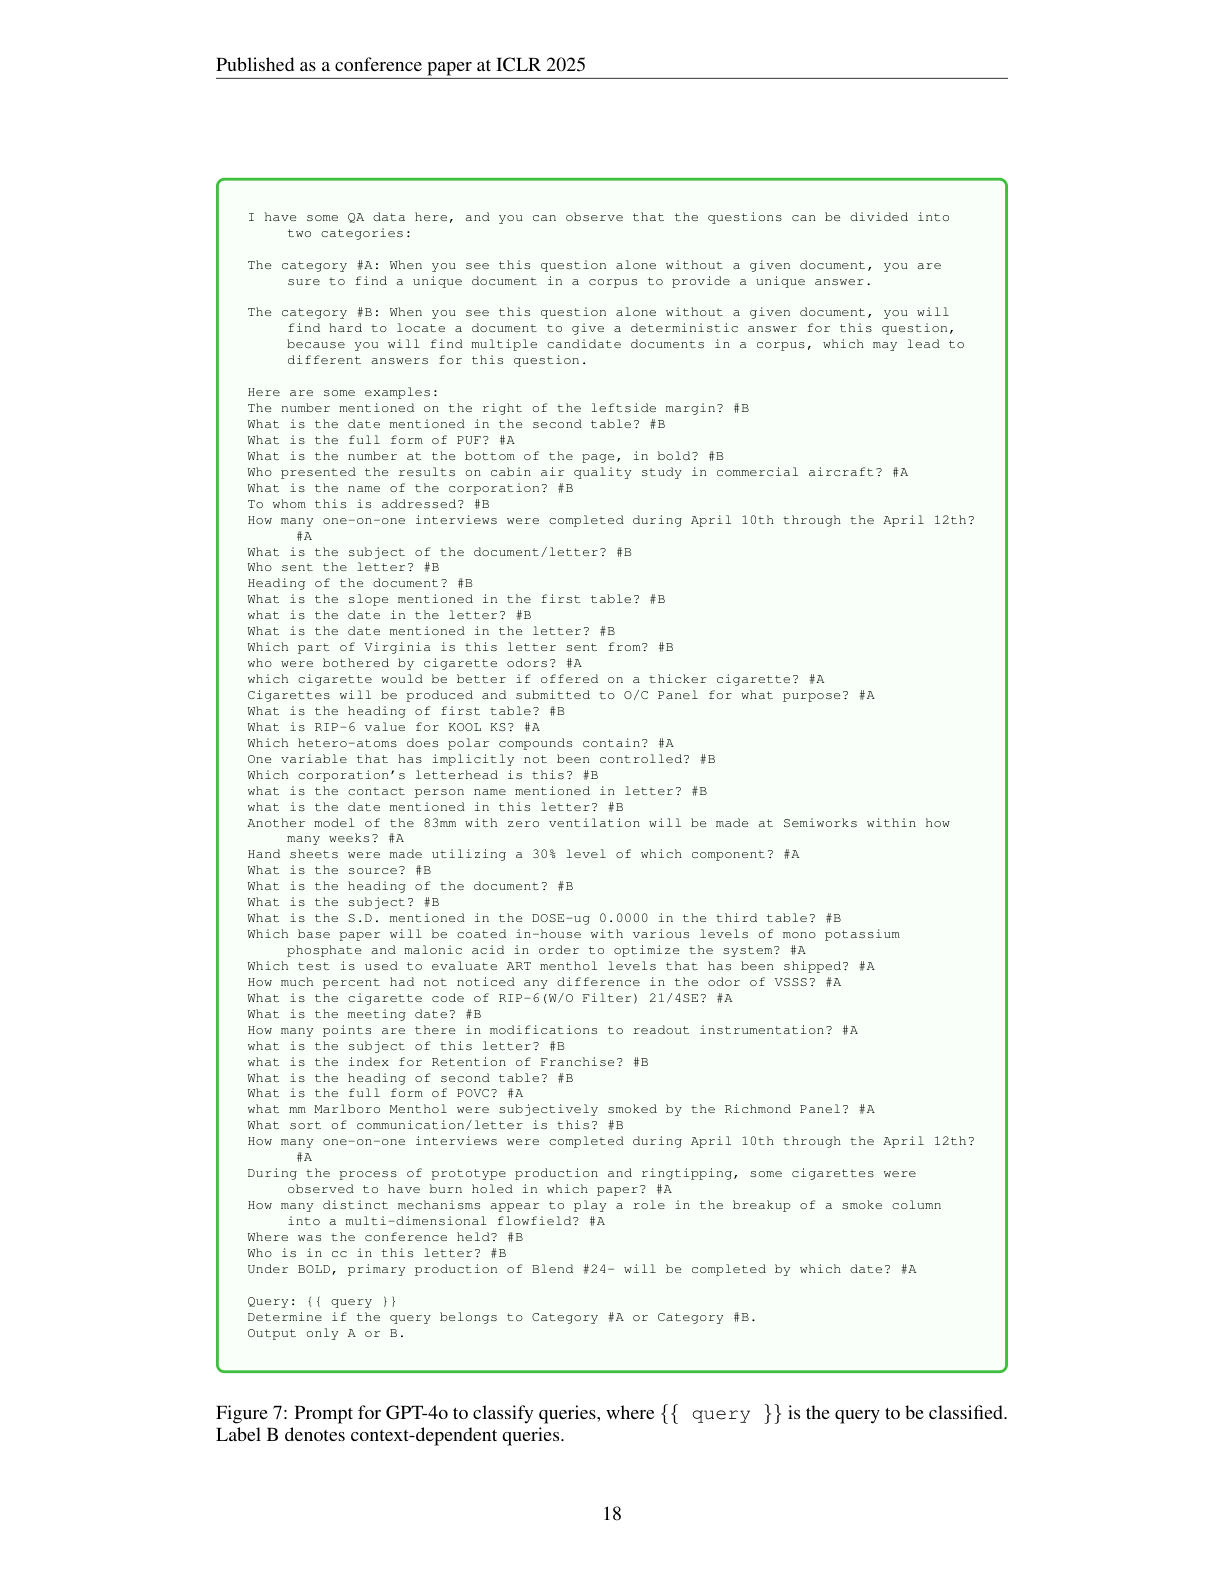 Published as a conference paper at ICLR 2025
I have some QA data here, and you can observe that the questions can be divided into
two categories:
The category #A: When you see this question alone without a given document, you are
sure to find a unique document in a corpus to provide a unique answer.
The category #B: When you see this question alone without a given document, you will
find hard to locate a document to give a deterministic answer for this question,
because you will find multiple candidate documents in a corpus, which may lead to
different answers for this question.
Here are some examples:
The number mentioned on the right of the leftside margin? #B
What is the date mentioned in the second table? #B
What is the full form of PUF? #A
What is the number at the bottom of the page, in bold? #B
Who presented the results on cabin air quality study in commercial aircraft? #A
What is the name of the corporation? #B
To whom this is addressed? #B
How many one-on-one interviews were completed during April 10th through the April 12th?
#A
What is the subject of the document/letter? #B
Who sent the letter? #B
Heading of the document? #B
What is the slope mentioned in the first table? #B
what is the date in the letter? #B
What is the date mentioned in the letter? #B
Which part of Virginia is this letter sent from? #B
who were bothered by cigarette odors? #A
which cigarette would be better if offered on a thicker cigarette? #A
Cigarettes will be produced and submitted to O/C Panel for what purpose? #A
What is the heading of first table? #B
What is RIP-6 value for KOOL KS? #A
Which hetero-atoms does polar compounds contain? #A
One variable that has implicitly not been controlled? #B
Which corporation's letterhead is this? #B
what is the contact person name mentioned in letter? #B
what is the date mentioned in this letter? #B
Another model of the 83mm with zero ventilation will be made at Semiworks within how
many weeks? #A
Hand sheets were made utilizing a 30% level of which component? #A
What is the source? #B
What is the heading of the document? #B
What is the subject? #B
What is the S.D. mentioned in the DOSE-ug 0.0000 in the third table? #B
Which base paper will be coated in-house with various levels of mono potassium
phosphate and malonic acid in order to optimize the system? #A
Which test is used to evaluate ART menthol levels that has been shipped? #A
How much percent had not noticed any difference in the odor of VSSS? #A
What is the cigarette code of RIP-6(W/O Filter) 21/4SE? #A
What is the meeting date? #B
How many points are there in modifications to readout instrumentation? #A
what is the subject of this letter? #B
what is the index for Retention of Franchise? #B
What is the heading of second table? #B
What is the full form of POVC? #A
what mm Marlboro Menthol were subjectively smoked by the Richmond Panel? #A
What sort of communication/letter is this? #B
How many one-on-one interviews were completed during April 10th through the April 12th?
#A
During the process of prototype production and ringtipping, some cigarettes were
observed to have burn holed in which paper? #A
How many distinct mechanisms appear to play a role in the breakup of a smoke column
into a multi-dimensional flowfield? #A
Where was the conference held? #B
Who is in cc in this letter? #B
Under BOLD, primary production of Blend #24- will be completed by which date? #A
Query: {{ query }}
Determine if the query belongs to Category #A or Category #B.
Output only A or B.
Figure 7: Prompt for GPT-4o to classify queries, where {{ query }} is the query to be classified.
Label B denotes context-dependent queries.
18